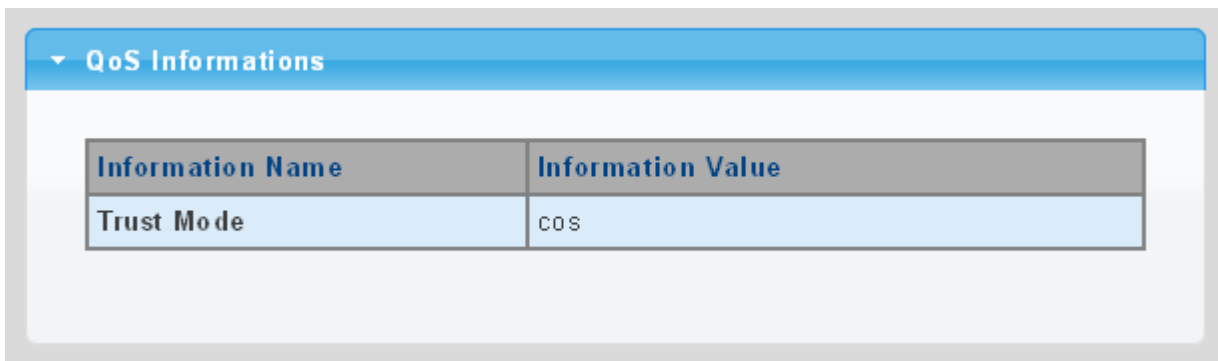 QoS Informations
Information Name Information Value
Trust Mode cos